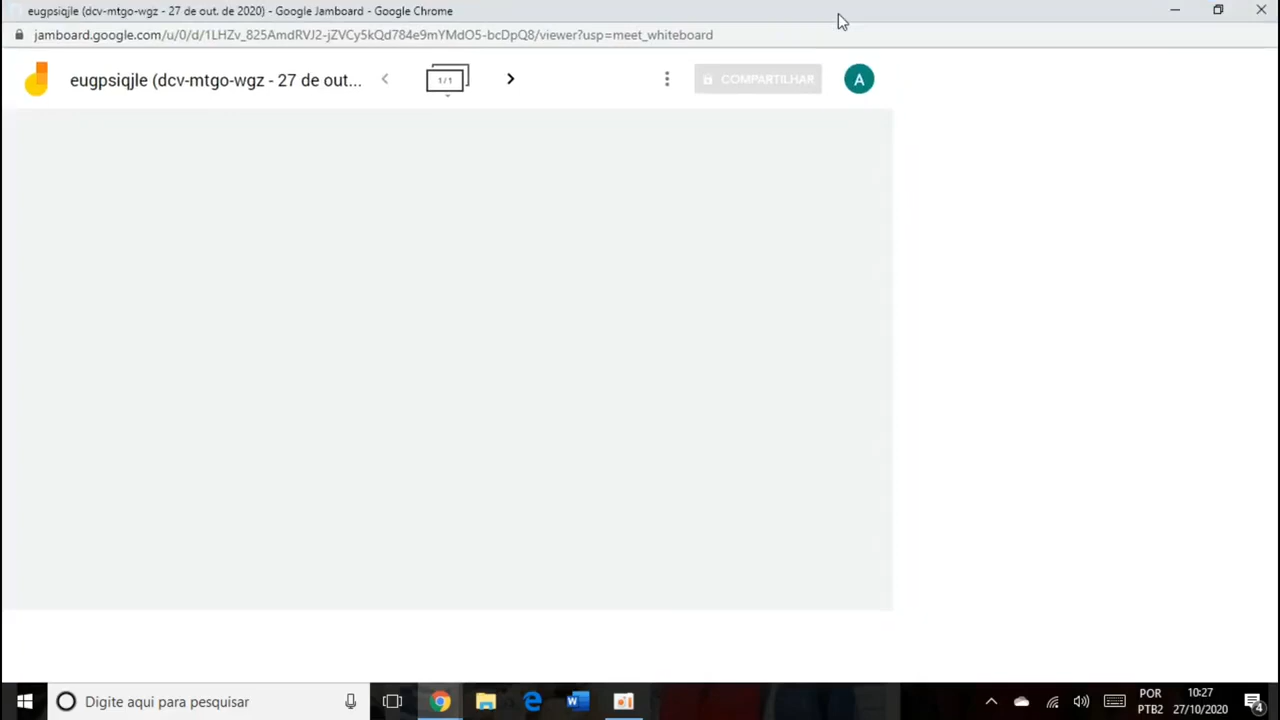 eugpsiqjle (dcv-mtgo-wgz - 27 de out. de 2020) - Google Jamboard - Google Chrome
jamboard.google.com/u/0/d/1LHZv_825AmdRVJ2-jZVCy5kQd784e9mYMdO5-bcDpQ8/viewer?usp=meet_whiteboard
eugpsiqjle (dcv-mtgo-wgz - 27 de out... 1/1 COMPARTILHAR A
Digite aqui para pesquisar POR 10:27
PTB2 27/10/2020 4